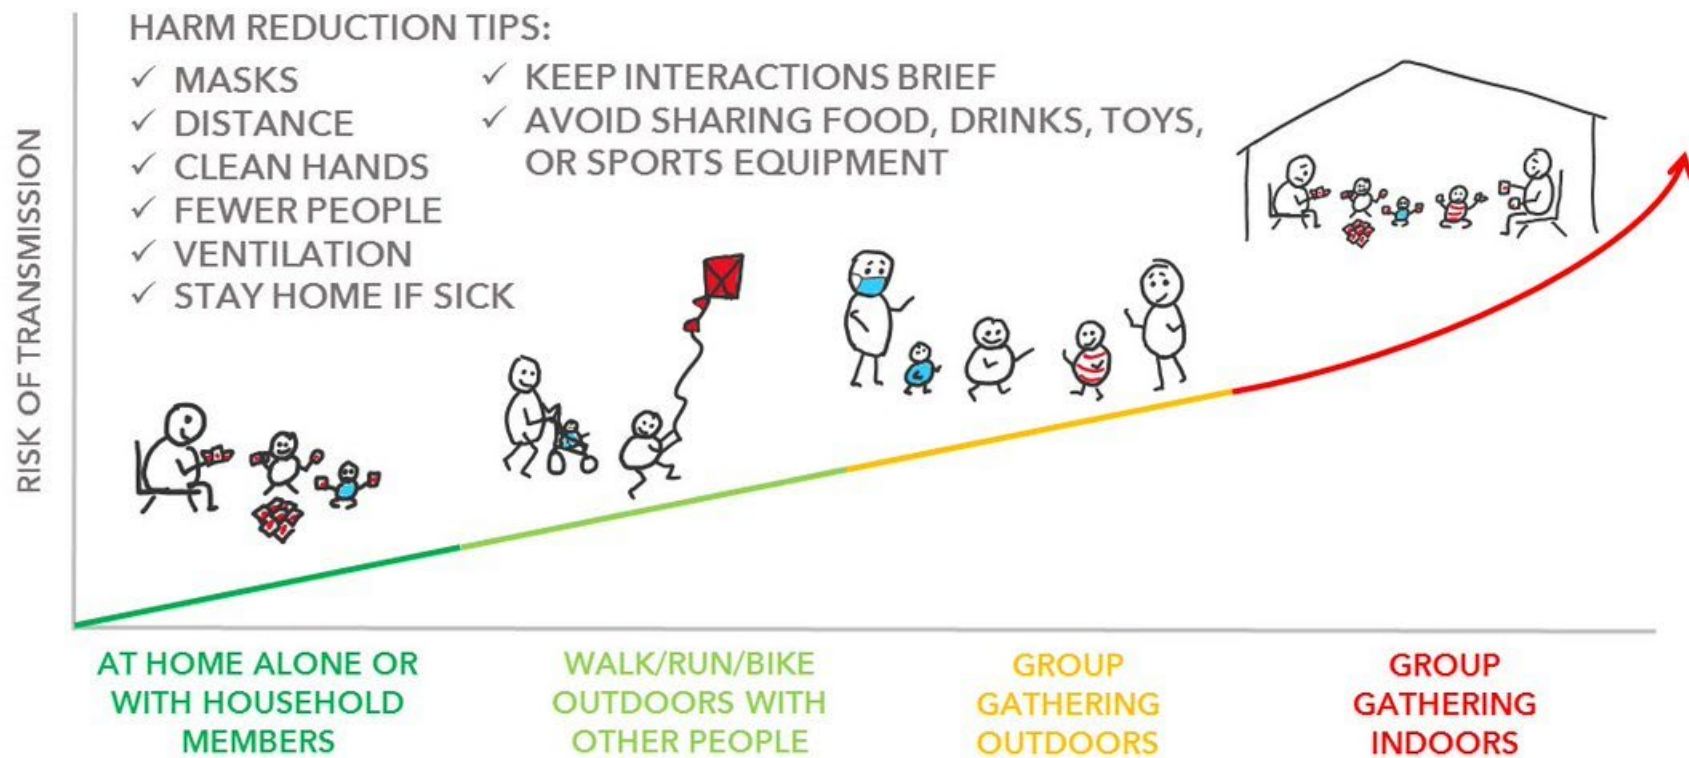 HARM REDUCTION TIPS:
✓ MASKS
✓ DISTANCE
✓ CLEAN HANDS
✓ FEWER PEOPLE
✓ VENTILATION
✓ STAY HOME IF SICK
✓ KEEP INTERACTIONS BRIEF
✓ AVOID SHARING FOOD, DRINKS, TOYS,
OR SPORTS EQUIPMENT
RISK OF TRANSMISSION
AT HOME ALONE OR
WITH HOUSEHOLD
MEMBERS
WALK/RUN/BIKE
OUTDOORS WITH
OTHER PEOPLE
GROUP
GATHERING
OUTDOORS
GROUP
GATHERING
INDOORS